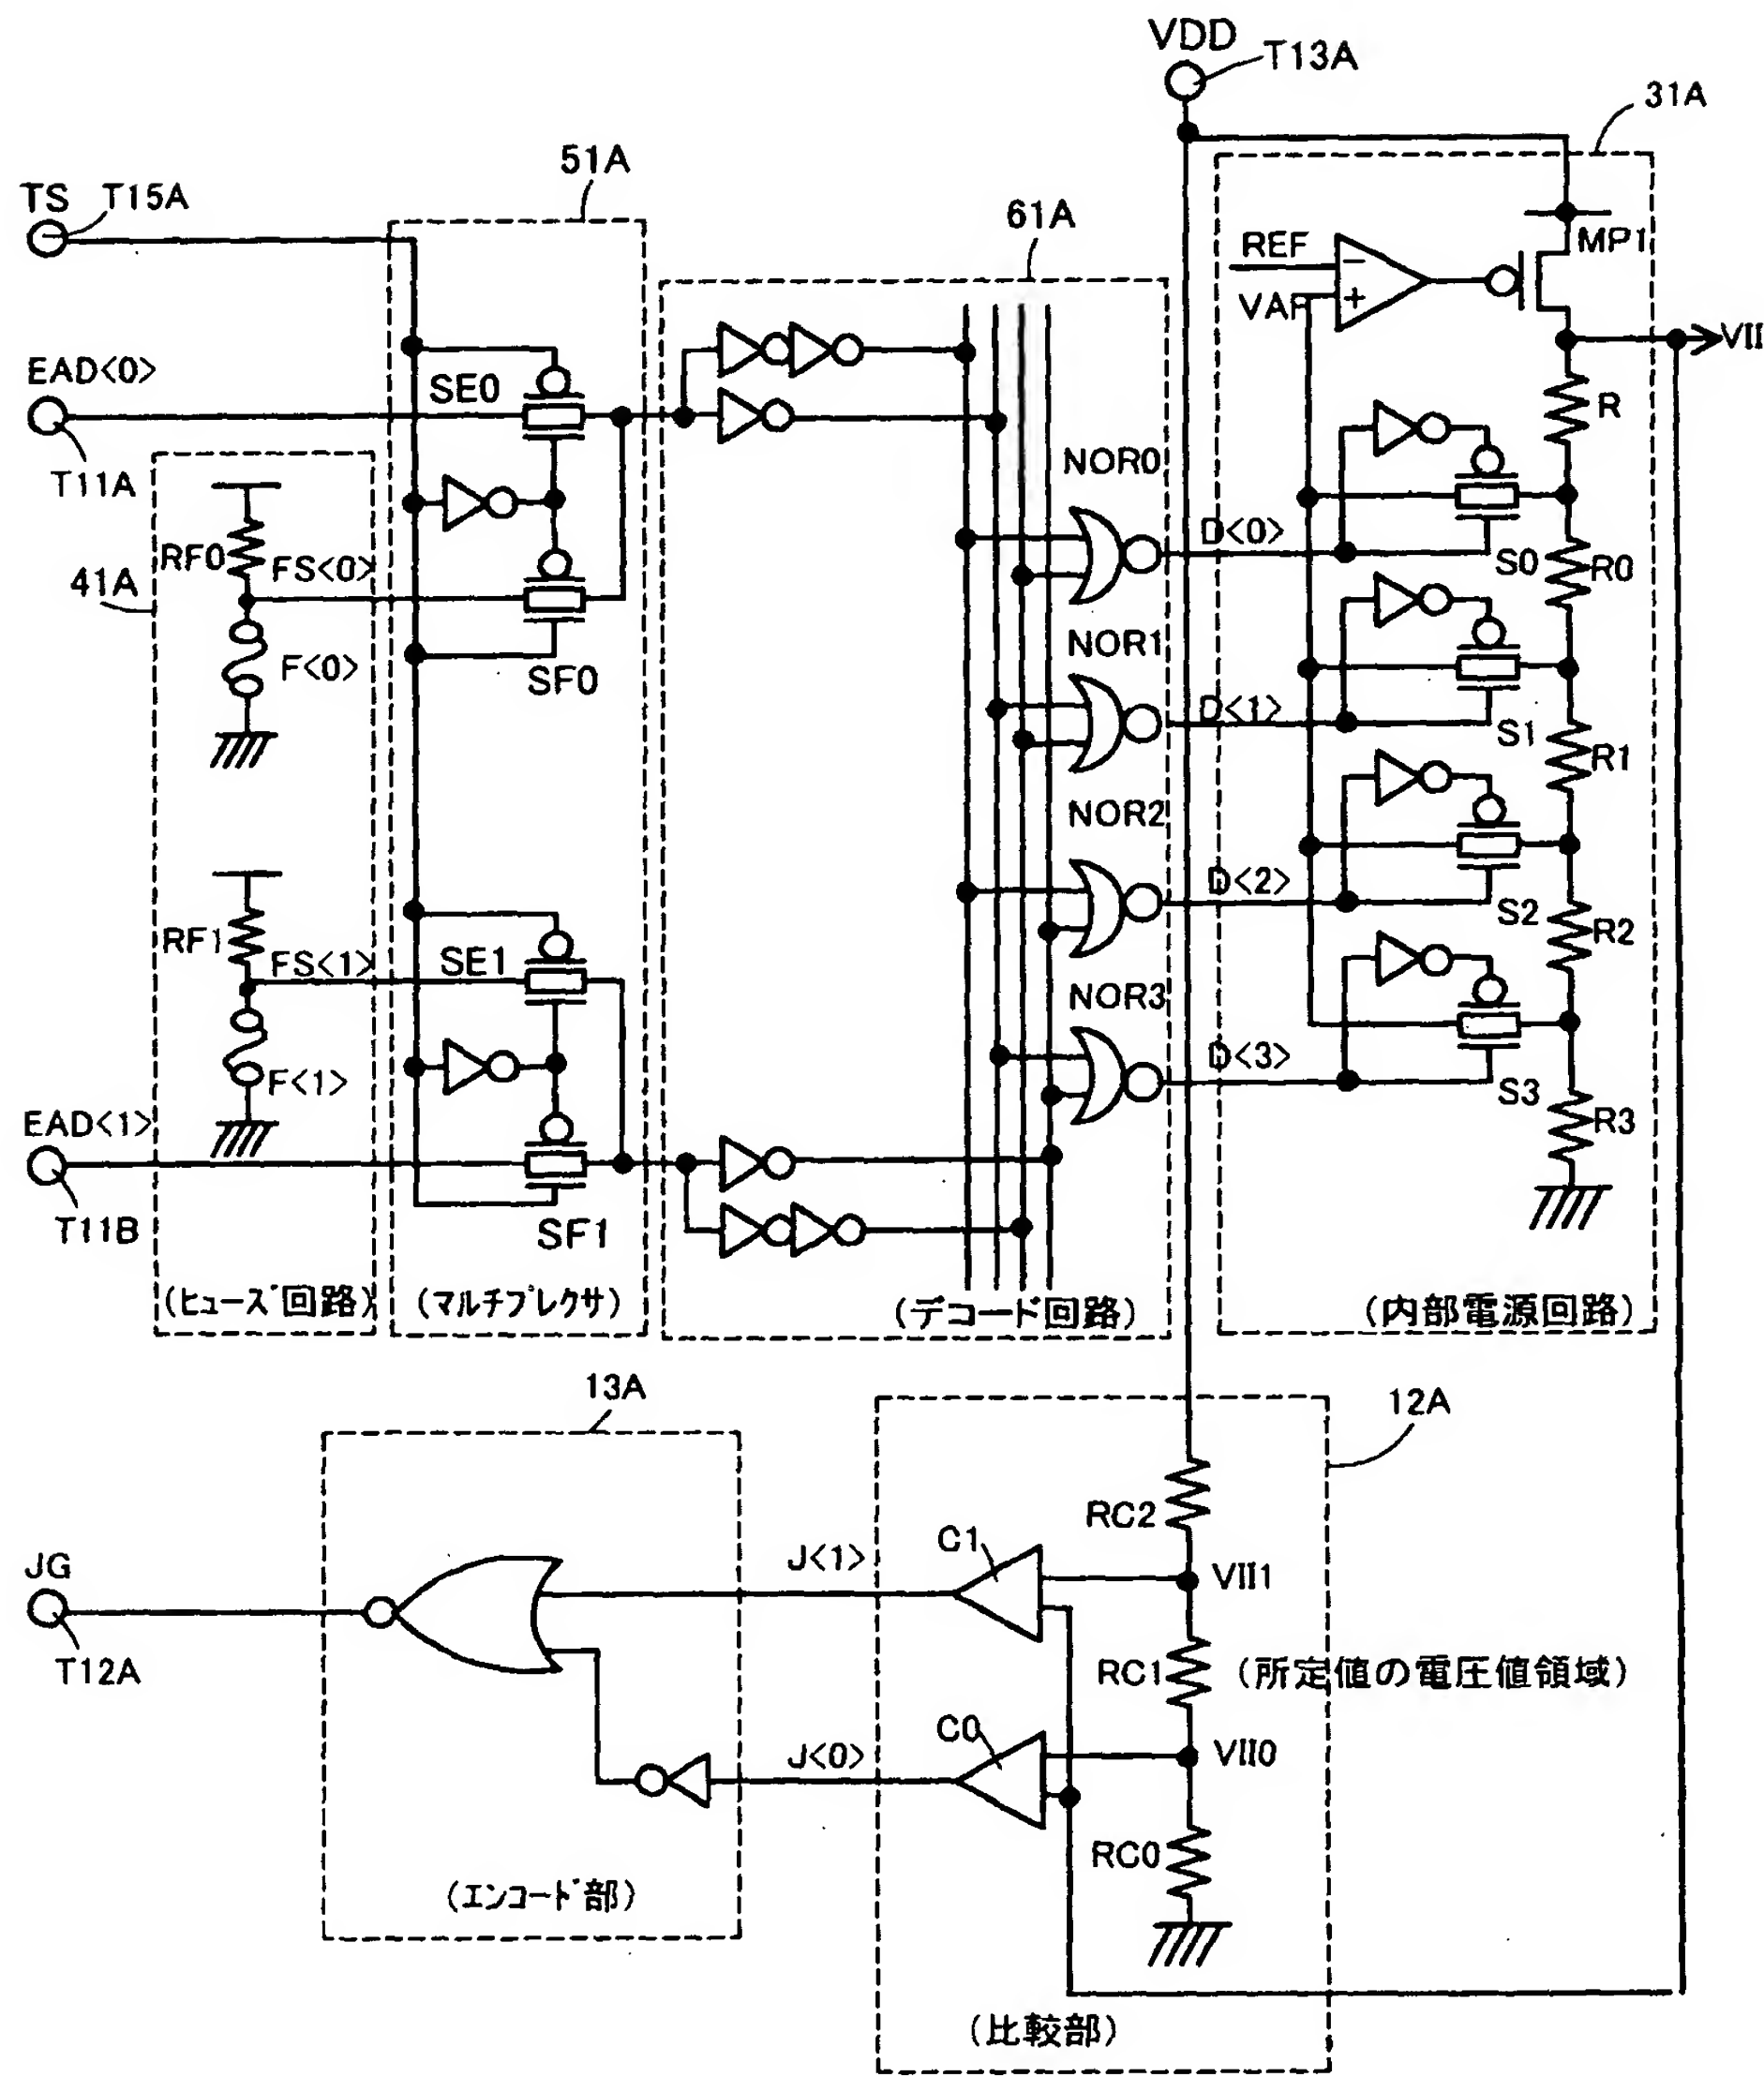 VDD
T13A
31A
51A
TS T15A
61A
REF
MP1
VII
EAD<0>
SE0
R
T11A
NOR0
RF0
FS<0>
D<0>
S0
R0
41A
NOR1
F<0>
SF0
D<1>
S1
R1
NOR2
D<2>
S2
R2
RF1
FS<1>
SE1
NOR3
D<3>
F<1>
S3
R3
EAD<1>
T11B
SF1
(ヒューズ回路)
(マルチプレクサ)
(デコード回路)
(内部電源回路)
13A
12A
RC2
C1
J<1>
VII1
JG
T12A
RC1
(所定値の電圧値領域)
C0
J<0>
VII0
RC0
(エンコード部)
(比較部)